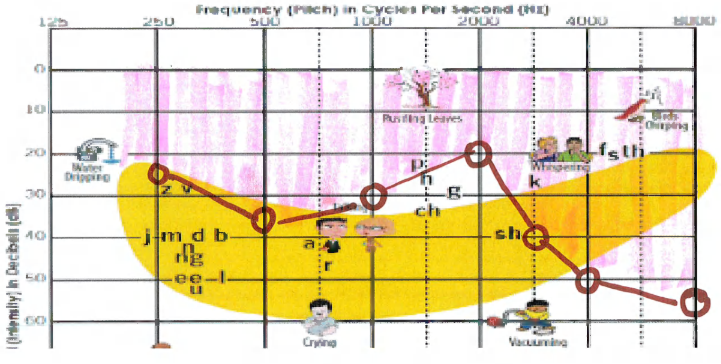 Frequency (Pitch) in Cycles Per Second (Hz)
125 250 500 1000 2000 4000 8000
0
10
Rustling Leaves
Birds Chirping
20
Water Dripping
p
h
Whispering
f s th
30
z v
g
k
ch
40
j m d b
n
ng
a
r
sh
50
ee l
u
60
Crying
Vacuuming
(Intensity) in Decibels (dB)